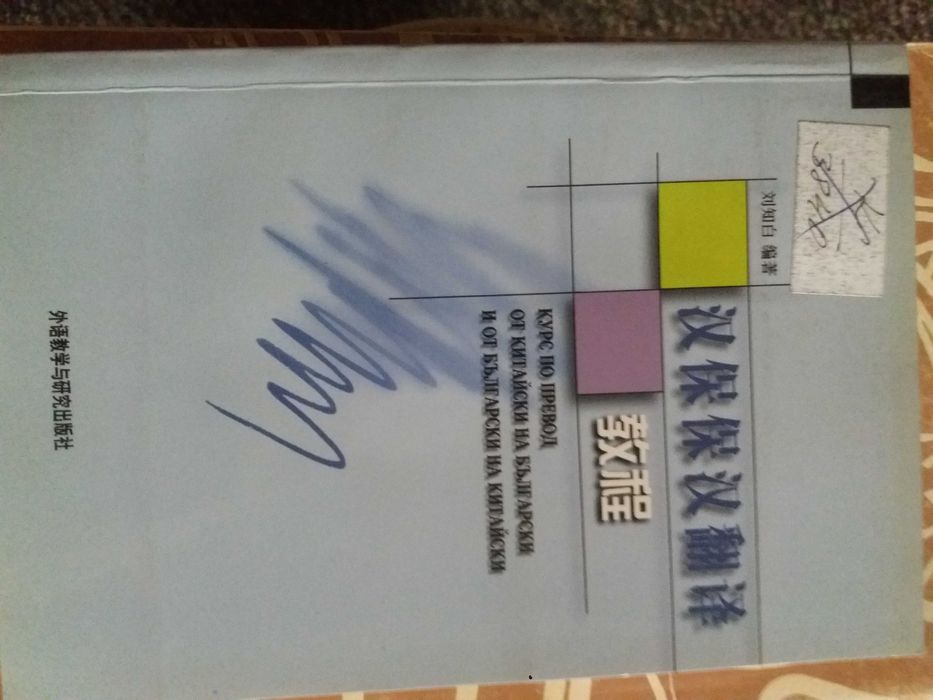 刘知白 编著
汉保保汉翻译
教程
КУРС ПО ПРЕВОД
ОТ КИТАЙСКИ НА БЪЛГАРСКИ
И ОТ БЪЛГАРСКИ НА КИТАЙСКИ
外语教学与研究出版社